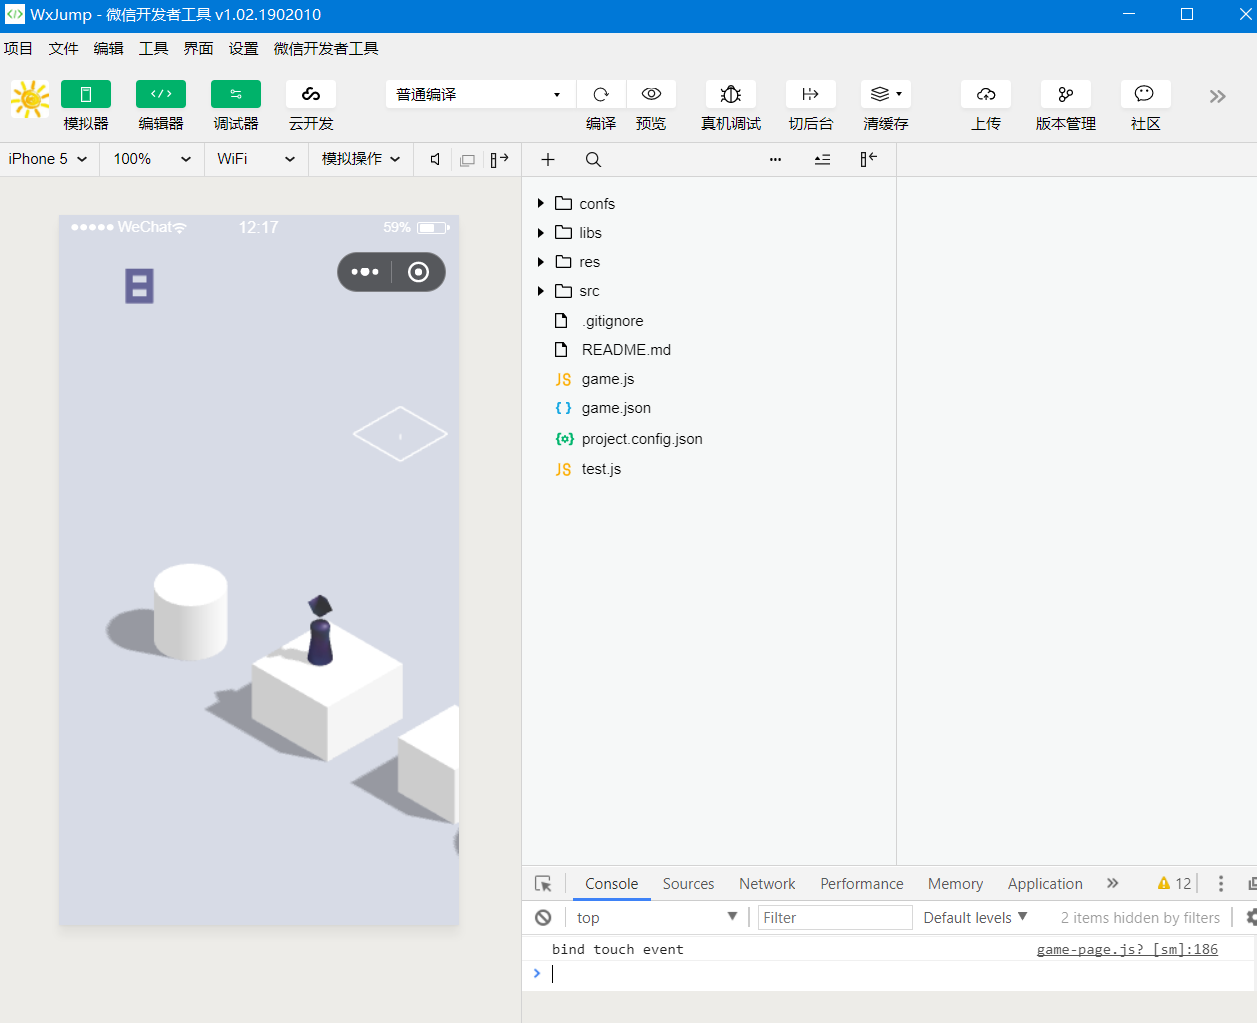 WxJump - 微信开发者工具 v1.02.1902010
项目 文件 编辑 工具 界面 设置 微信开发者工具
普通编译
模拟器 编辑器 调试器 云开发 编译 预览 真机调试 切后台 清缓存 上传 版本管理 社区
iPhone 5 100% WiFi 模拟操作
WeChat 12:17 59%
8
confs
libs
res
src
.gitignore
README.md
JS game.js
{ } game.json
project.config.json
JS test.js
Console Sources Network Performance Memory Application 12
top Filter Default levels 2 items hidden by filters
bind touch event game-page.js? [sm]:186